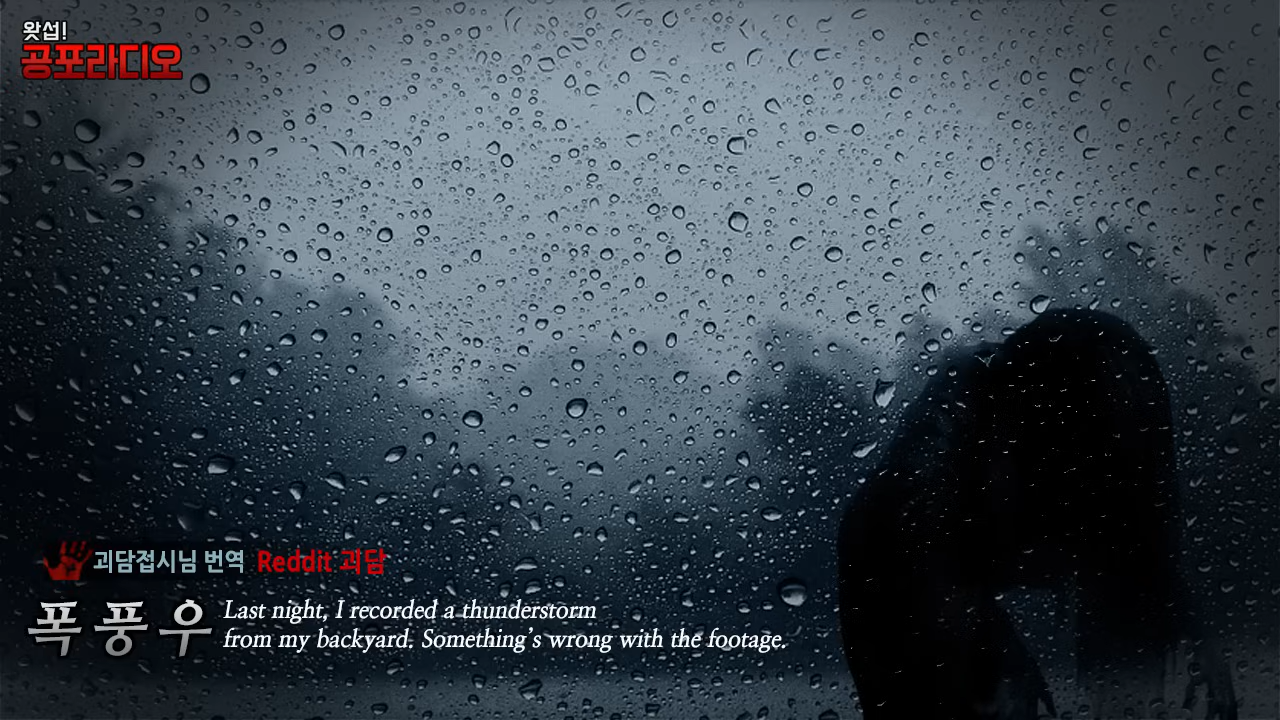 왓섭!
공포라디오
괴담접시님 번역 Reddit 괴담
폭풍우
Last night, I recorded a thunderstorm
from my backyard. Something's wrong with the footage.